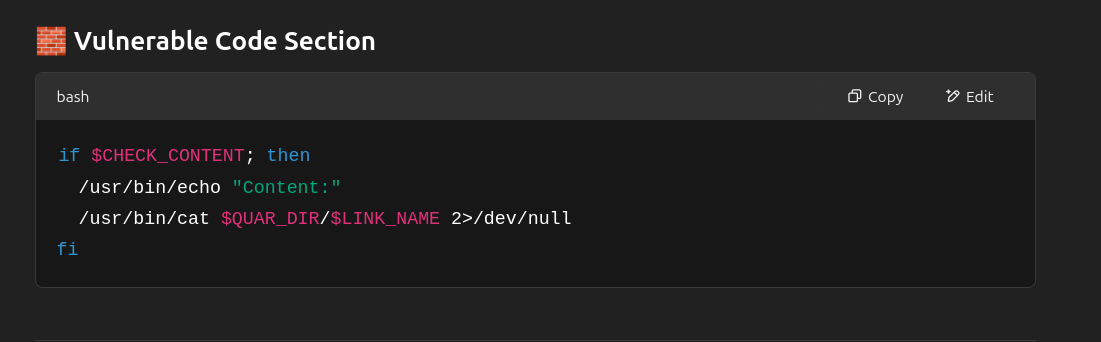 🧱 Vulnerable Code Section
bash
Copy
Edit
if $CHECK_CONTENT; then
  /usr/bin/echo "Content:"
  /usr/bin/cat $QUAR_DIR/$LINK_NAME 2>/dev/null
fi